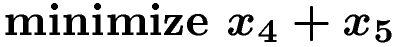 minimize x₄ + x₅